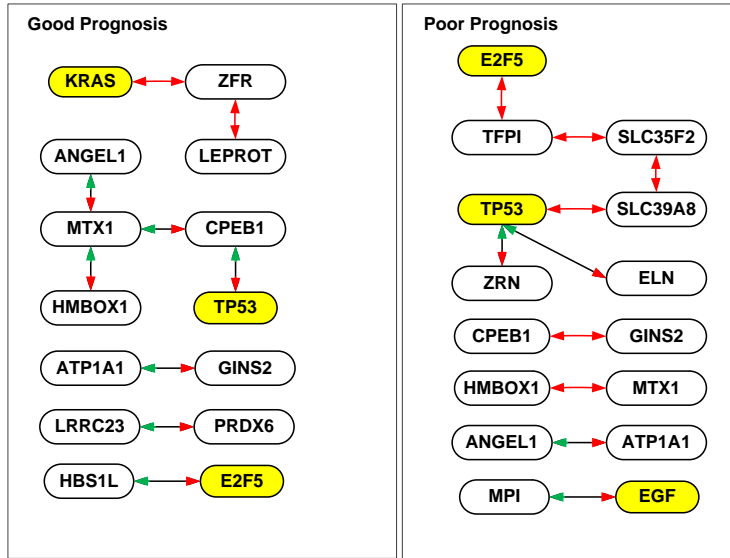 Good Prognosis
KRAS ZFR
ANGEL1 LEPROT
MTX1 CPEB1
HMBOX1 TP53
ATP1A1 GINS2
LRRC23 PRDX6
HBS1L E2F5
Poor Prognosis
E2F5
TFPI SLC35F2
TP53 SLC39A8
ZRN ELN
CPEB1 GINS2
HMBOX1 MTX1
ANGEL1 ATP1A1
MPI EGF